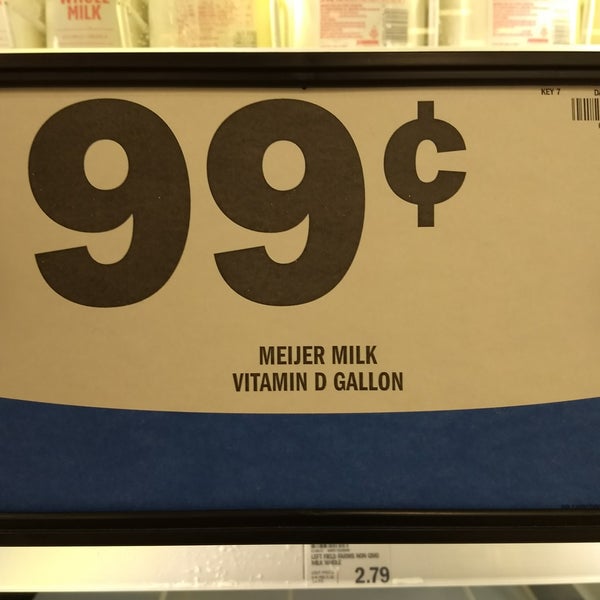 WHOLE
MILK
KEY 7
99¢
MEIJER MILK
VITAMIN D GALLON
LEFT FIELD FARMS NON GMO
MILK WHOLE
2.79